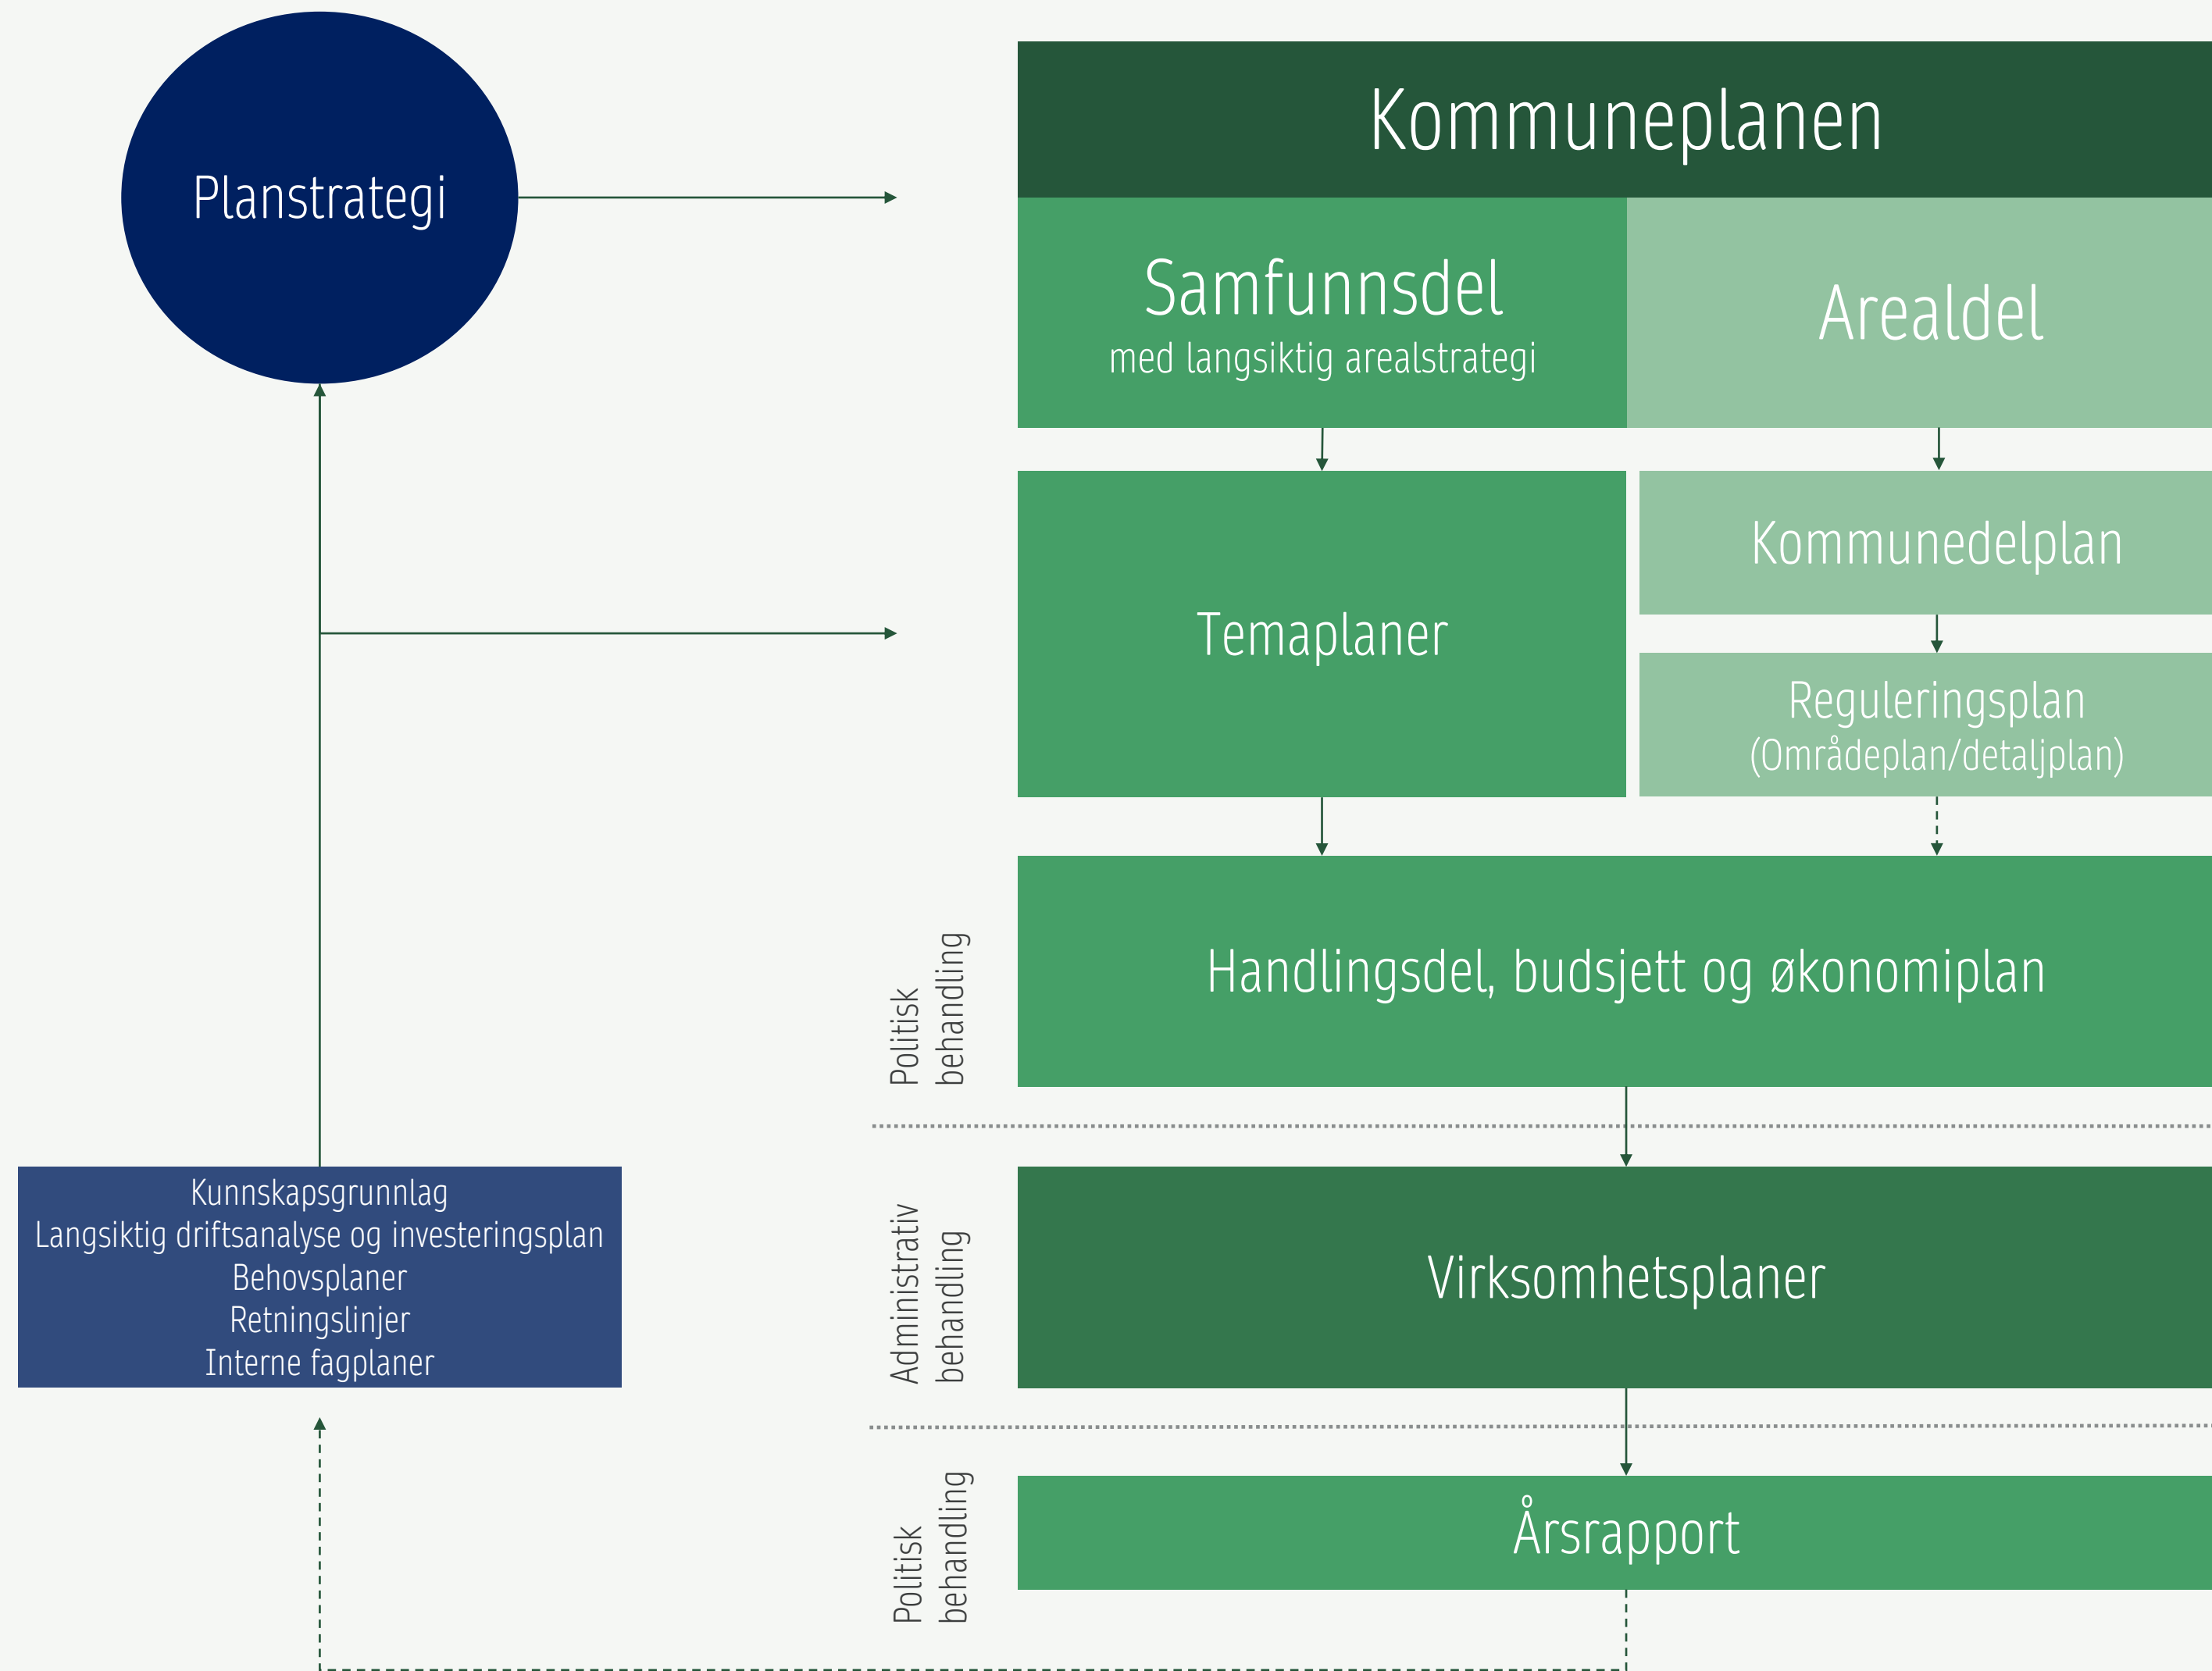 Planstrategi
Kommuneplanen
Samfunnsdel
med langsiktig arealstrategi
Arealdel
Temaplaner
Kommunedelplan
Reguleringsplan
(Områdeplan/detaljplan)
Politisk
behandling
Handlingsdel, budsjett og økonomiplan
Kunnskapsgrunnlag
Langsiktig driftsanalyse og investeringsplan
Behovsplaner
Retningslinjer
Interne fagplaner
Administrativ
behandling
Virksomhetsplaner
Politisk
behandling
Årsrapport